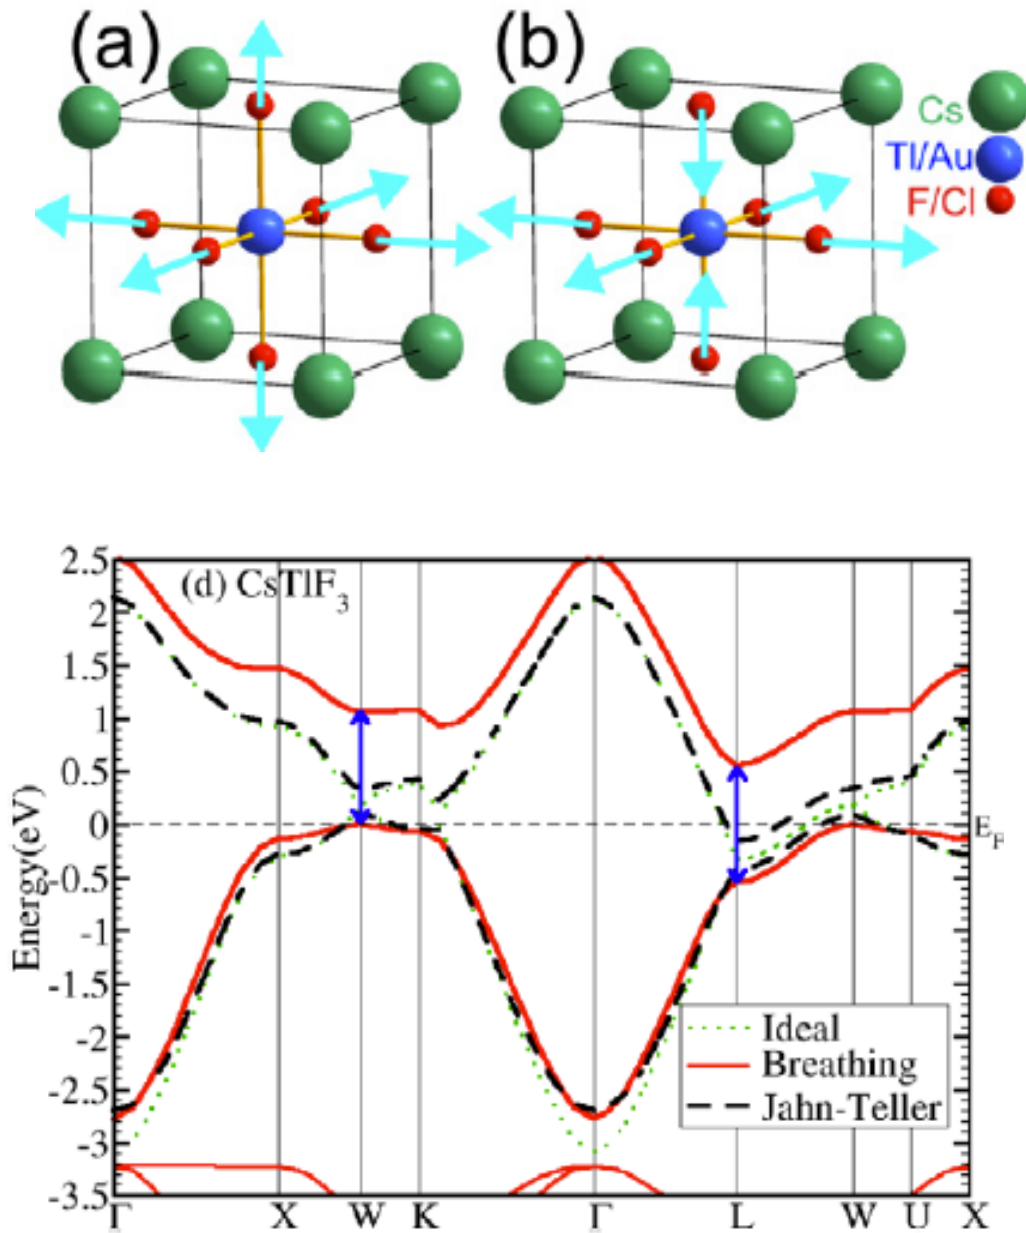 (a)
(b)
Cs
Tl/Au
F/Cl
(d) CsTlF3
Energy(eV)
2.5
2
1.5
1
0.5
0
-0.5
-1
-1.5
-2
-2.5
-3
-3.5
EF
Ideal
Breathing
Jahn-Teller
Γ X W K Γ L W U X